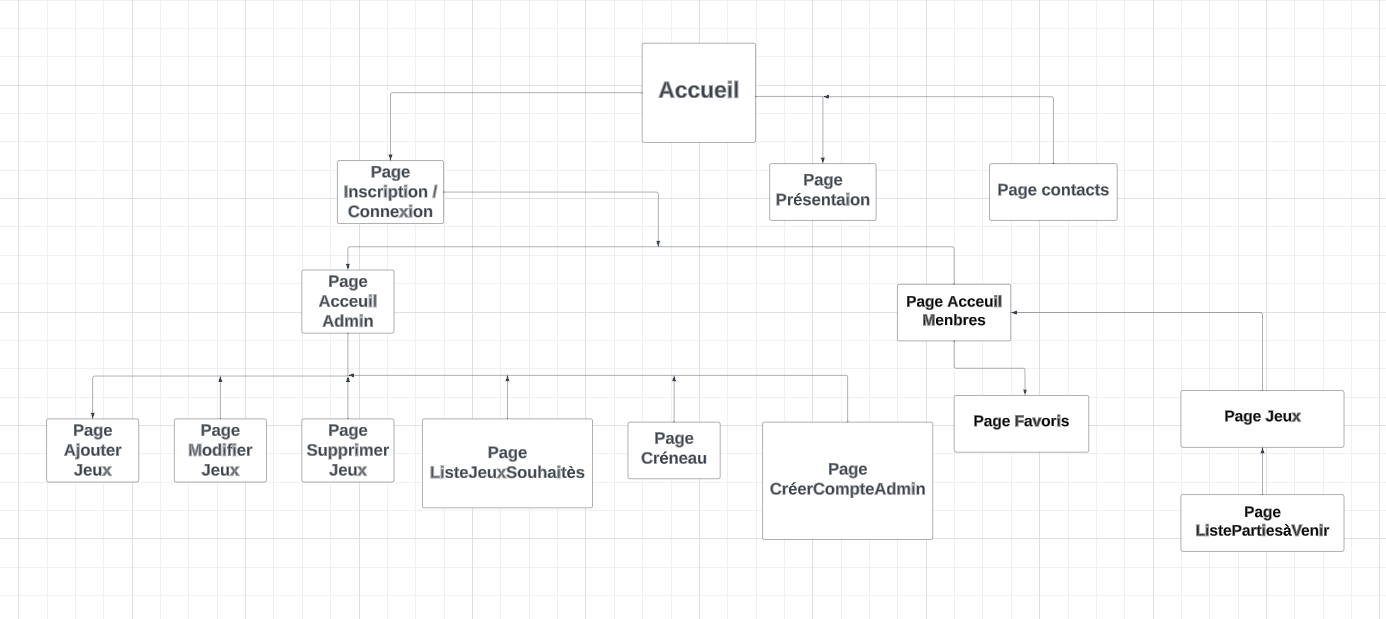 Accueil
Page
Inscription /
Connexion
Page
Présentaion
Page contacts
Page
Acceuil
Admin
Page Acceuil
Menbres
Page
Ajouter
Jeux
Page
Modifier
Jeux
Page
Supprimer
Jeux
Page
ListeJeuxSouhaitès
Page
Créneau
Page
CréerCompteAdmin
Page Favoris
Page Jeux
Page
ListePartiesàVenir